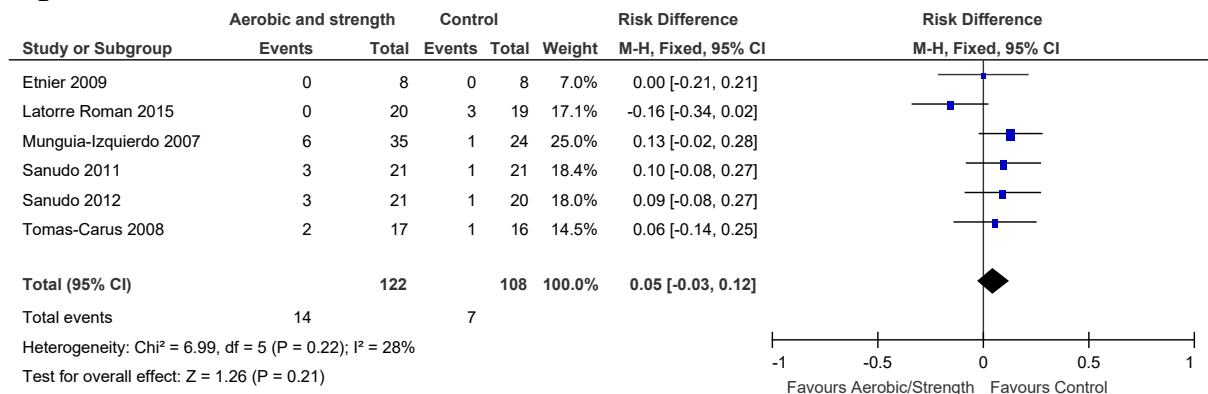 Aerobic and strength Control Risk Difference Risk Difference
Study or Subgroup Events Total Events Total Weight M-H, Fixed, 95% CI M-H, Fixed, 95% CI
Etnier 2009 0 8 0 8 7.0% 0.00 [-0.21, 0.21]
Latorre Roman 2015 0 20 3 19 17.1% -0.16 [-0.34, 0.02]
Munguia-Izquierdo 2007 6 35 1 24 25.0% 0.13 [-0.02, 0.28]
Sanudo 2011 3 21 1 21 18.4% 0.10 [-0.08, 0.27]
Sanudo 2012 3 21 1 20 18.0% 0.09 [-0.08, 0.27]
Tomas-Carus 2008 2 17 1 16 14.5% 0.06 [-0.14, 0.25]
Total (95% CI) 122 108 100.0% 0.05 [-0.03, 0.12]
Total events 14 7
Heterogeneity: Chi² = 6.99, df = 5 (P = 0.22); I² = 28%
Test for overall effect: Z = 1.26 (P = 0.21)
-1 -0.5 0 0.5 1
Favours Aerobic/Strength Favours Control